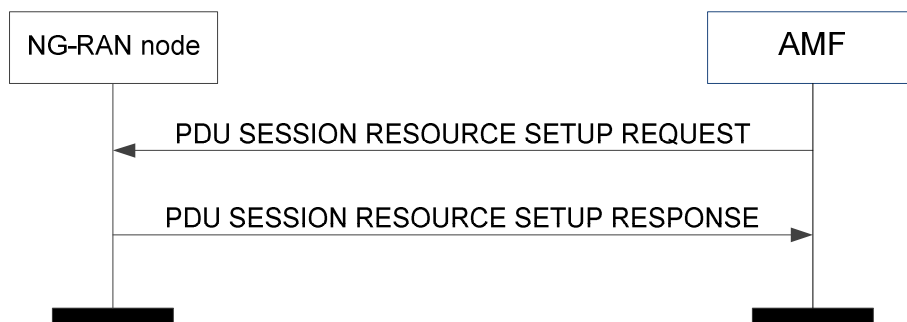 NG-RAN node
AMF
PDU SESSION RESOURCE SETUP REQUEST
PDU SESSION RESOURCE SETUP RESPONSE